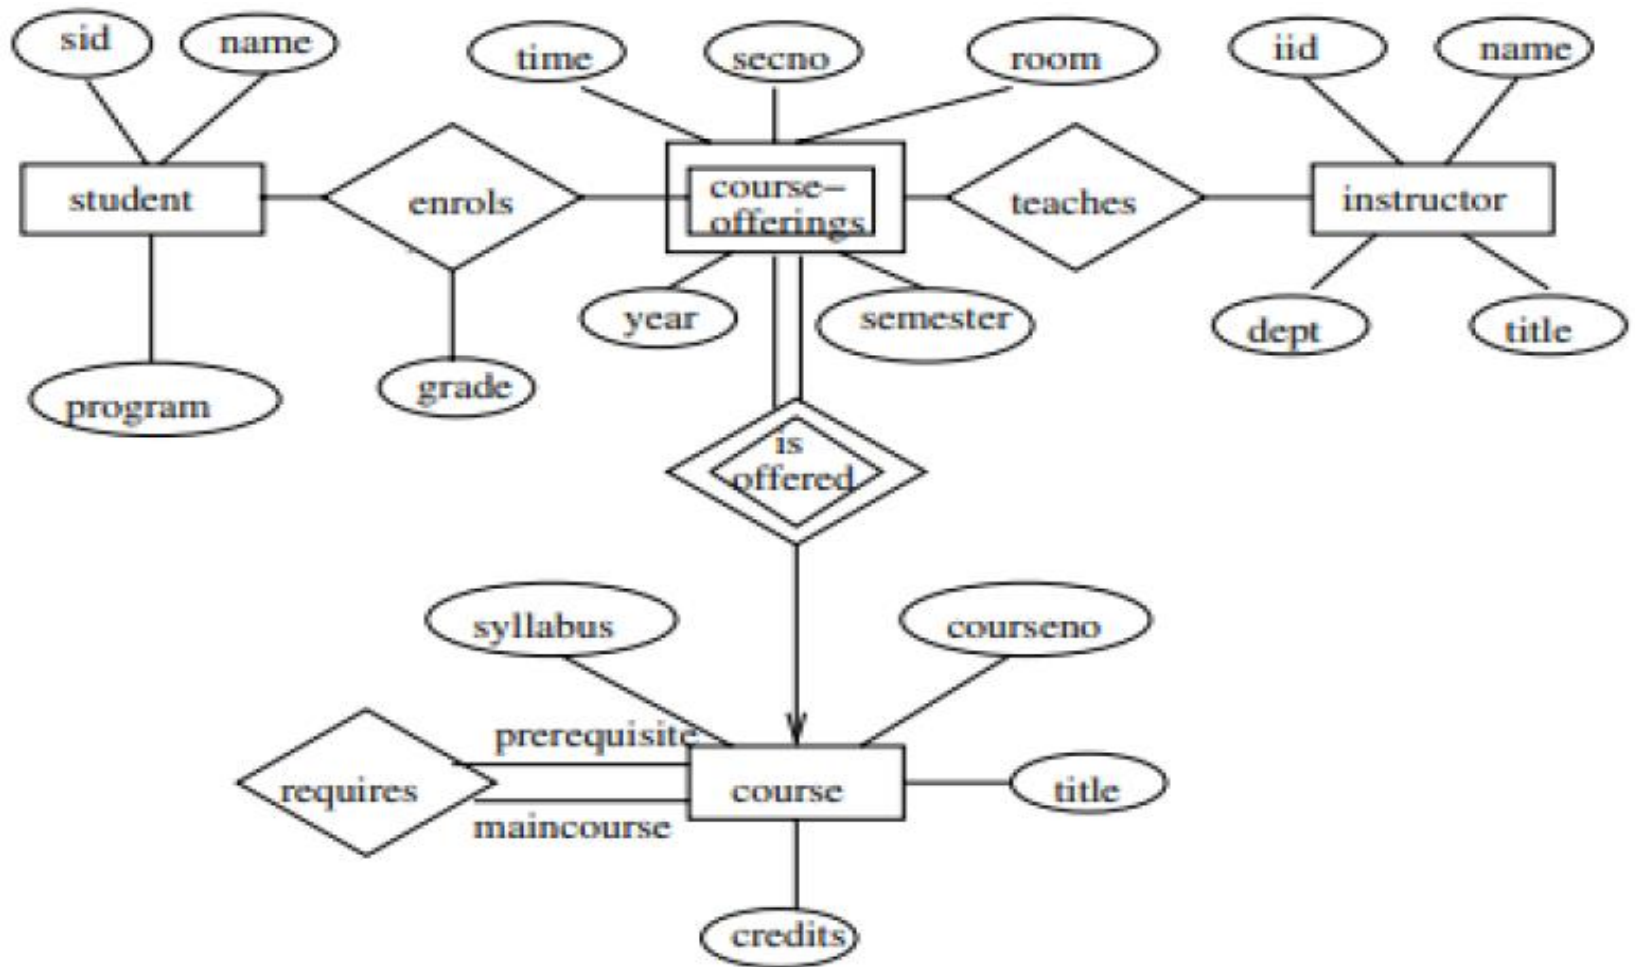 sid
name
time
secno
room
iid
name
student
enrols
course–
offerings
teaches
instructor
year
semester
dept
title
program
grade
is
offered
syllabus
courseno
prerequisite
requires
course
title
maincourse
credits